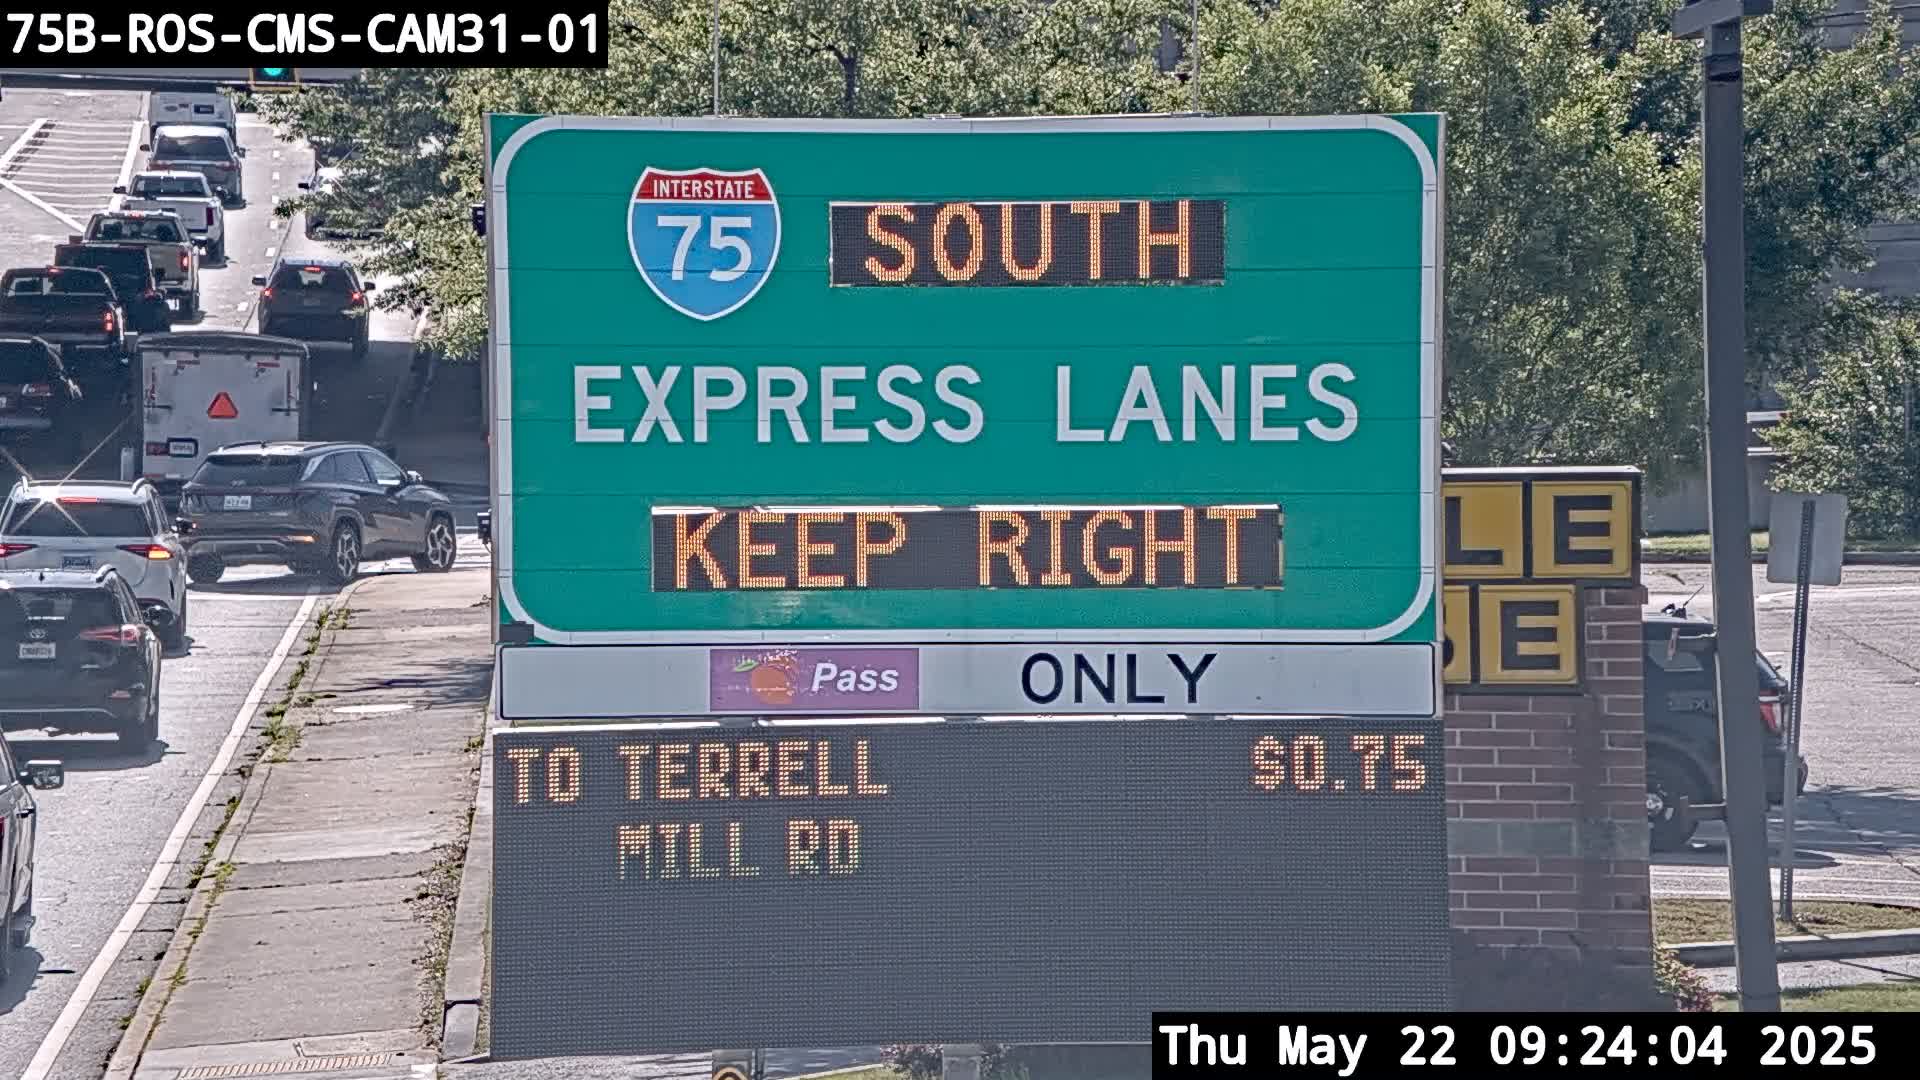 75B-ROS-CMS-CAM31-01
INTERSTATE
75
SOUTH
EXPRESS LANES
KEEP RIGHT
Pass ONLY
TO TERRELL $0.75
MILL RD
LE
E
Thu May 22 09:24:04 2025